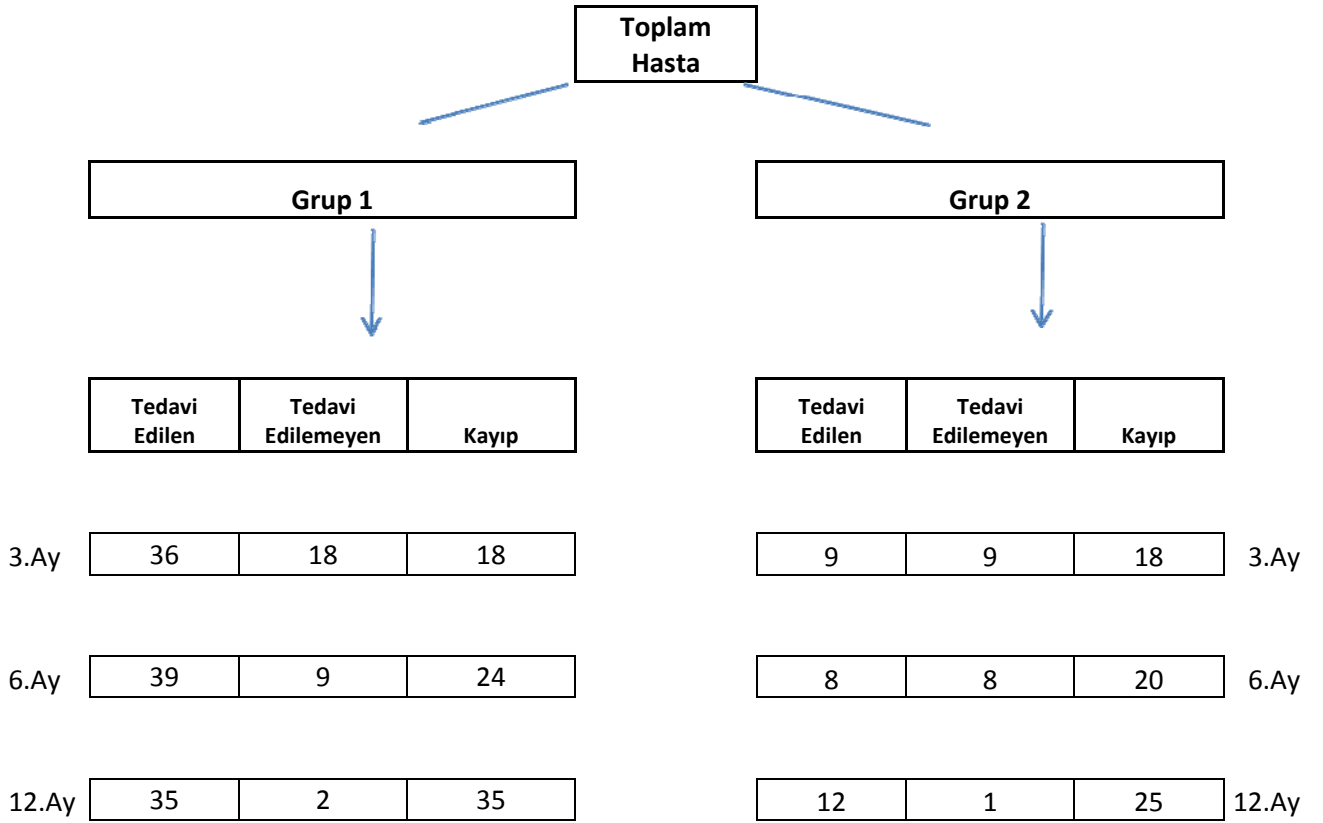 Toplam
Hasta
Grup 1 Grup 2
Tedavi Tedavi Tedavi Tedavi
Edilen Edilemeyen Kayıp Edilen Edilemeyen Kayıp
3.Ay 36 18 18 9 9 18 3.Ay
6.Ay 39 9 24 8 8 20 6.Ay
12.Ay 35 2 35 12 1 25 12.Ay